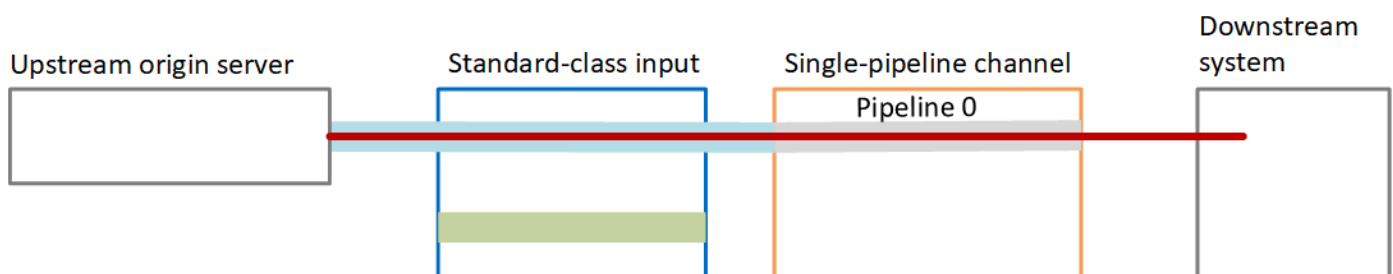 Upstream origin server
Standard-class input
Single-pipeline channel
Pipeline 0
Downstream
system